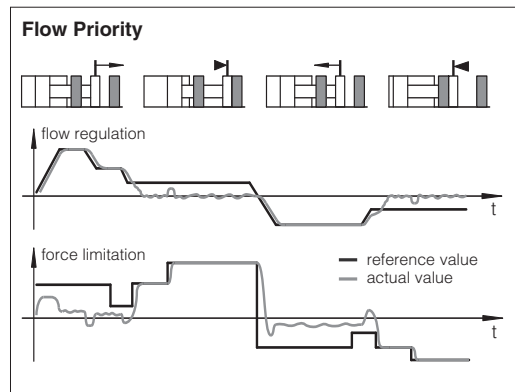 Flow Priority
flow regulation
t
force limitation
reference value
actual value
t